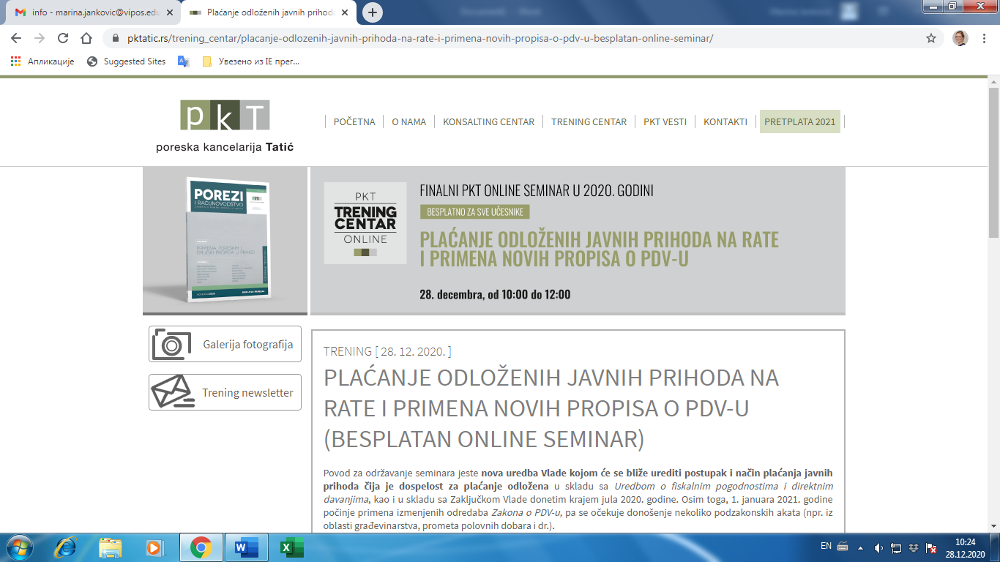 info - marina.jankovic@vipos.edu
Plaćanje odloženih javnih prihoda
pktatic.rs/trening_centar/placanje-odlozenih-javnih-prihoda-na-rate-i-primena-novih-propisa-o-pdv-u-besplatan-online-seminar/
Апликације
Suggested Sites
Увезено из IE прег...
pkT
poreska kancelarija Tatić
POČETNA
O NAMA
KONSALTING CENTAR
TRENING CENTAR
PKT VESTI
KONTAKTI
PRETPLATA 2021
POREZI
I RAČUNOVODSTVO
PRIMENA PORESKIH I
DRUGIH PROPISA U PRAKSI
PKT
TRENING
CENTAR
ONLINE
FINALNI PKT ONLINE SEMINAR U 2020. GODINI
BESPLATNO ZA SVE UČESNIKE
PLAĆANJE ODLOŽENIH JAVNIH PRIHODA NA RATE
I PRIMENA NOVIH PROPISA O PDV-U
28. decembra, od 10:00 do 12:00
Galerija fotografija
Trening newsletter
TRENING [ 28. 12. 2020. ]
PLAĆANJE ODLOŽENIH JAVNIH PRIHODA NA
RATE I PRIMENA NOVIH PROPISA O PDV-U
(BESPLATAN ONLINE SEMINAR)
Povod za održavanje seminara jeste nova uredba Vlade kojom će se bliže urediti postupak i način plaćanja javnih
prihoda čija je dospelost za plaćanje odložena u skladu sa Uredbom o fiskalnim pogodnostima i direktnim
davanjima, kao i u skladu sa Zaključkom Vlade donetim krajem jula 2020. godine. Osim toga, 1. januara 2021. godine
počinje primena izmenjenih odredaba Zakona o PDV-u, pa se očekuje donošenje nekoliko podzakonskih akata (npr. iz
oblasti građevinarstva, prometa polovnih dobara i dr.).
EN
10:24
28.12.2020